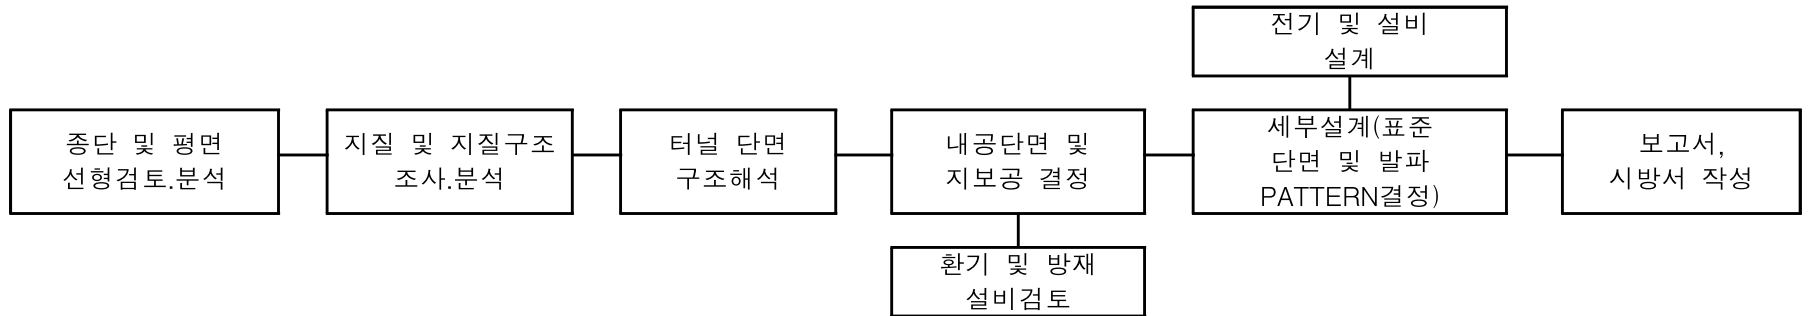 전기 및 설비
설계
종단 및 평면
선형검토.분석
지질 및 지질구조
조사.분석
터널 단면
구조해석
내공단면 및
지보공 결정
세부설계(표준
단면 및 발파
PATTERN결정)
보고서,
시방서 작성
환기 및 방재
설비검토